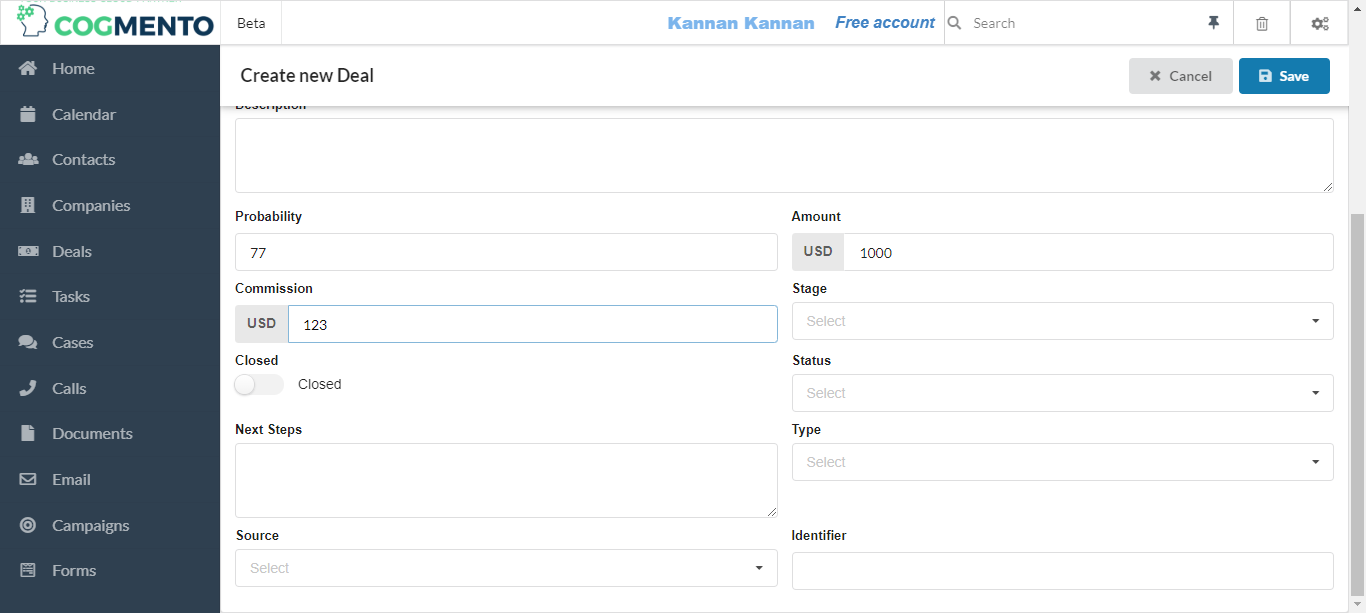 COGMENTO
Beta
Kannan Kannan
Free account
Search
Home
Calendar
Contacts
Companies
Deals
Tasks
Cases
Calls
Documents
Email
Campaigns
Forms
Create new Deal
Cancel
Save
Description
Probability
77
Amount
USD 1000
Commission
USD 123
Stage
Select
Closed
Closed
Status
Select
Next Steps
Type
Select
Source
Select
Identifier